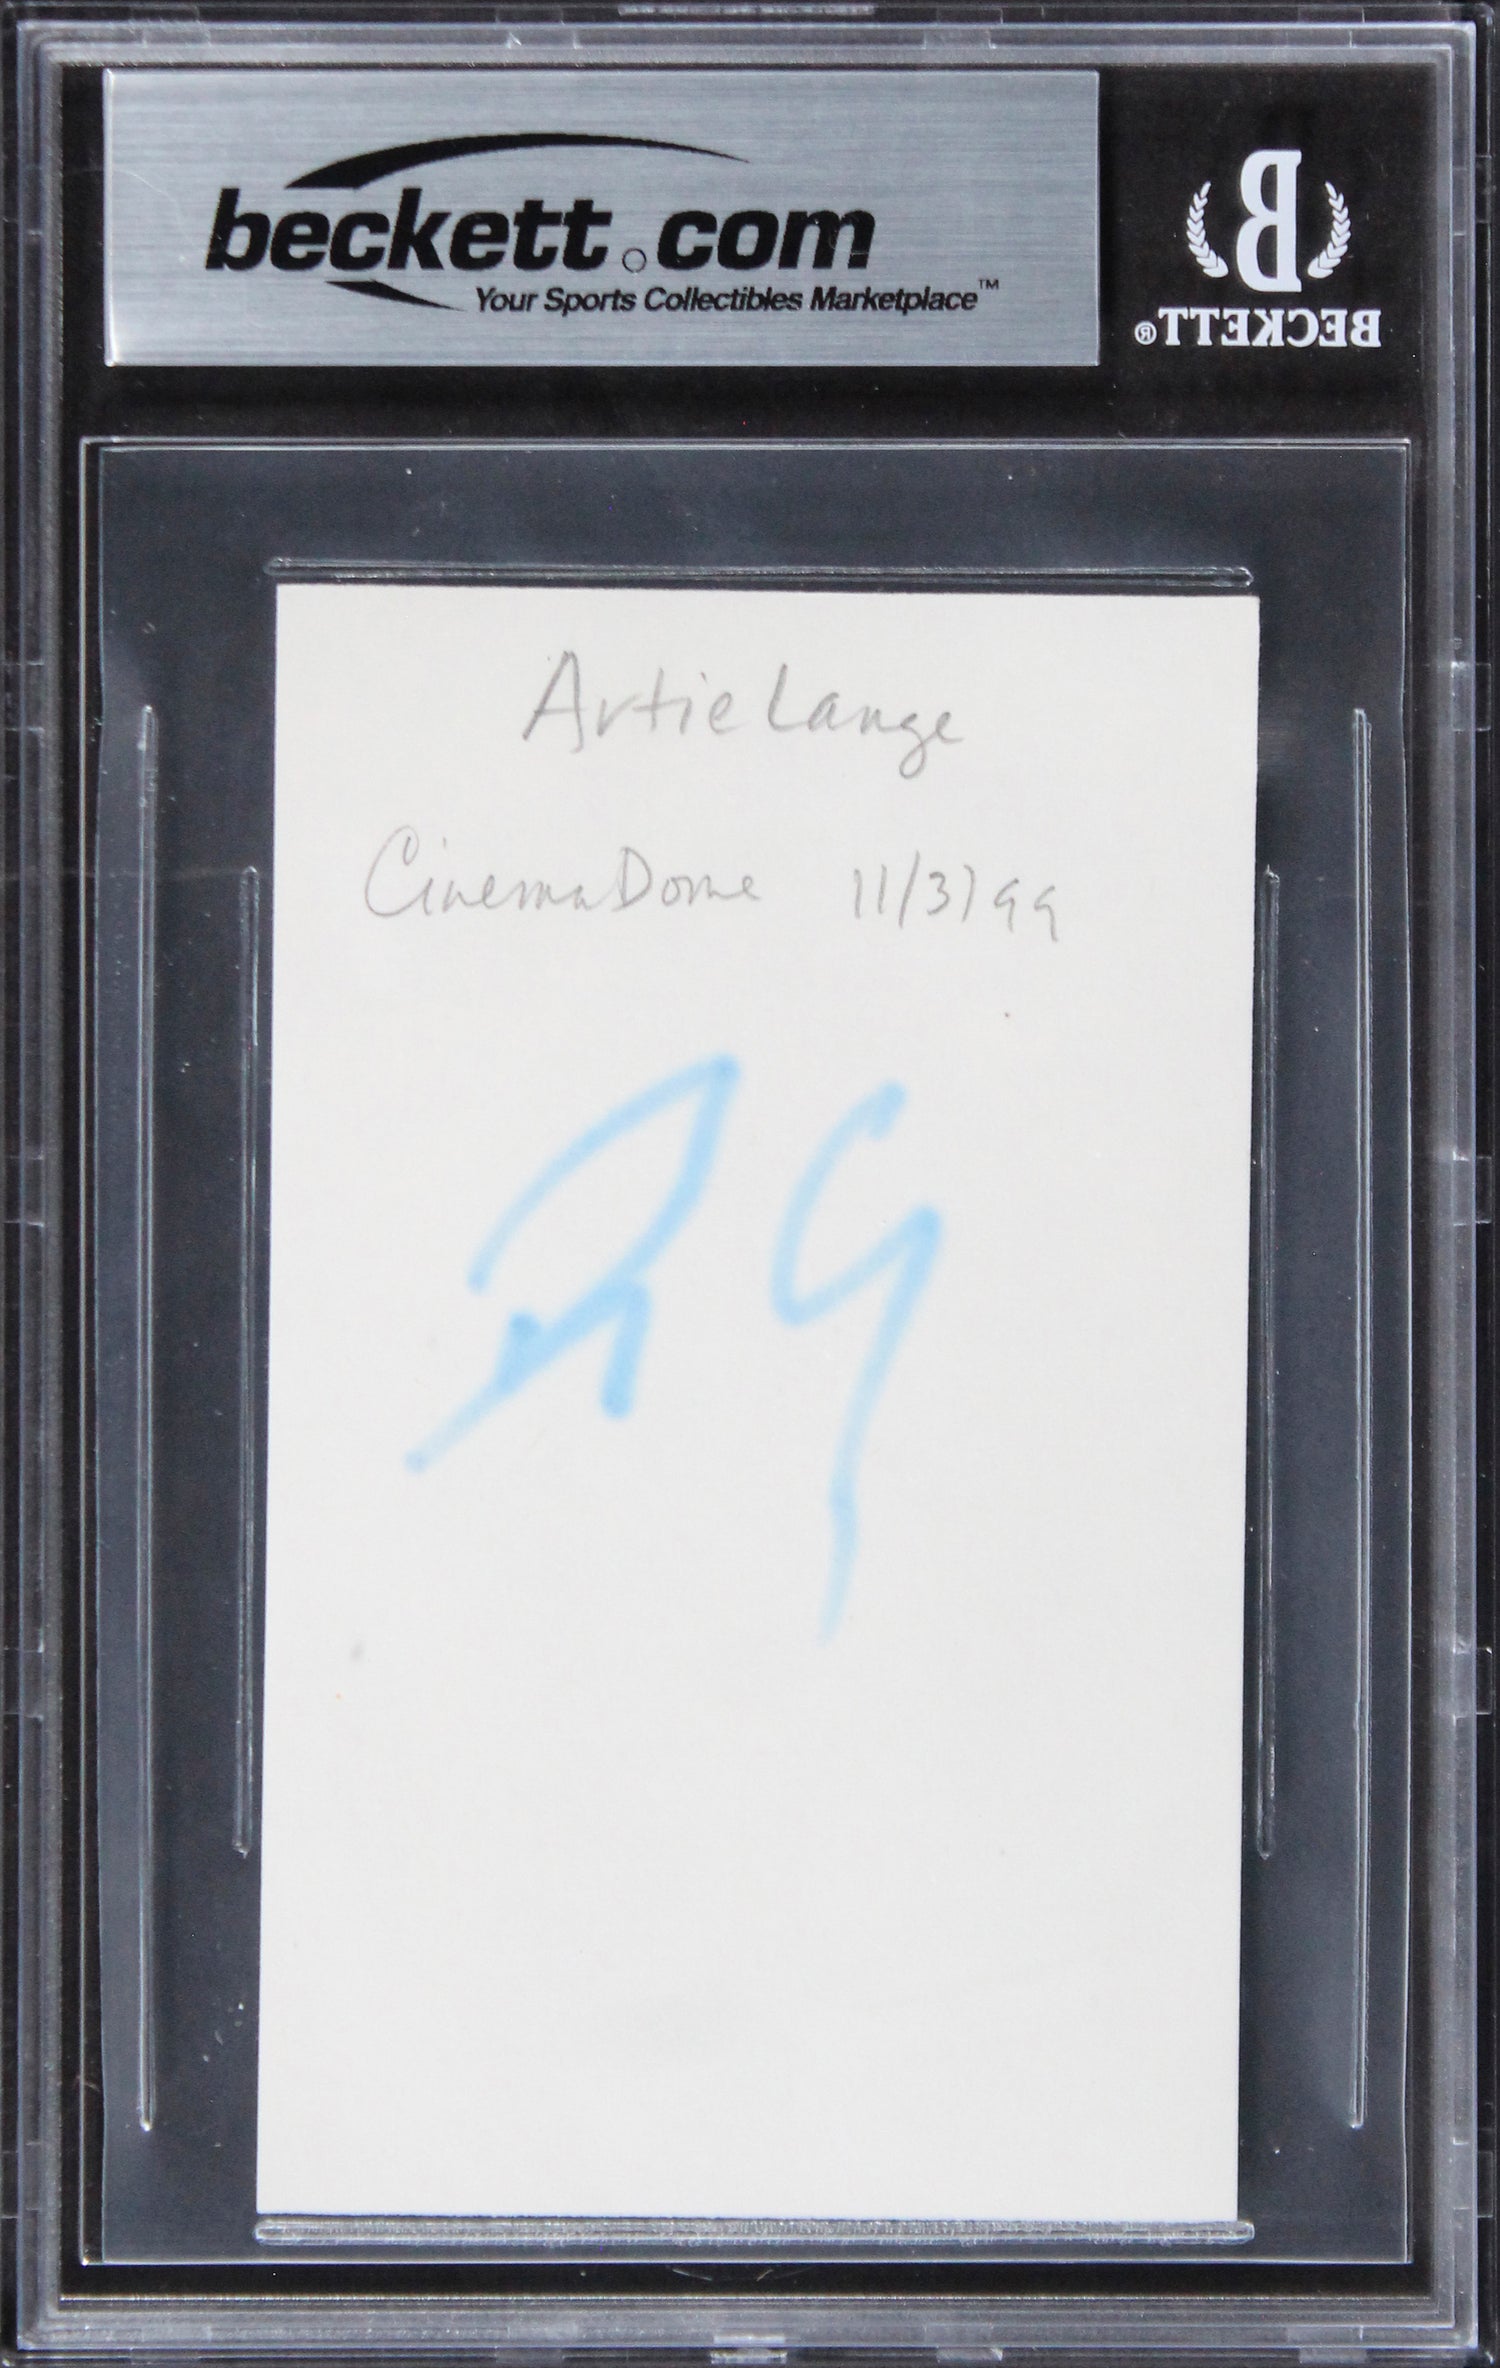 beckett.com
Your Sports Collectibles Marketplace™
BECKETT®
Artie Lange
CinemaDome 11/3/99